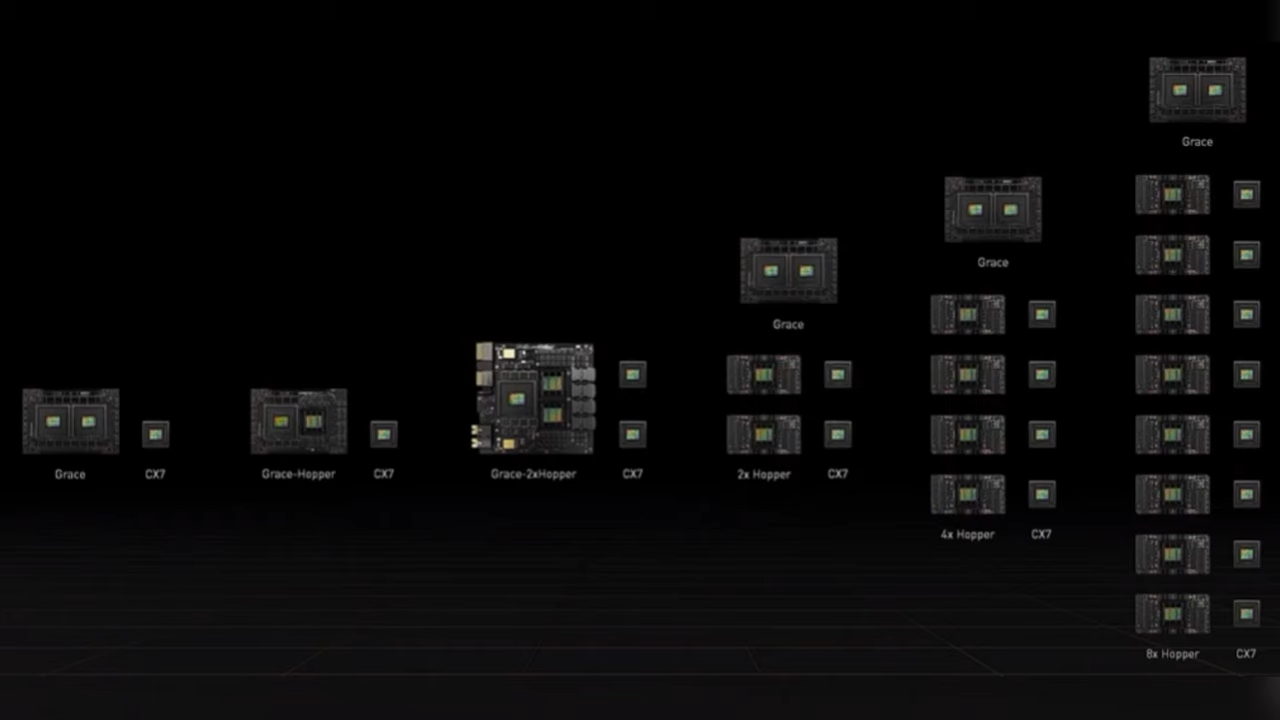 Grace CX7
Grace-Hopper CX7
Grace-2xHopper CX7
Grace
2x Hopper CX7
Grace
4x Hopper CX7
Grace
8x Hopper CX7